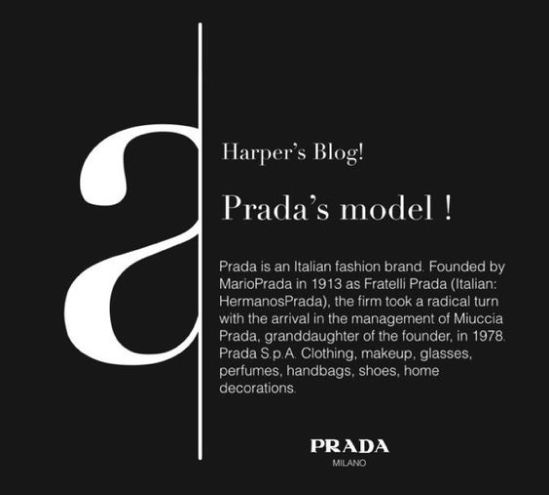 a
Harper's Blog!
Prada's model !
Prada is an Italian fashion brand. Founded by
MarioPrada in 1913 as Fratelli Prada (Italian:
HermanosPrada), the firm took a radical turn
with the arrival in the management of Miuccia
Prada, granddaughter of the founder, in 1978.
Prada S.p.A. Clothing, makeup, glasses,
perfumes, handbags, shoes, home
decorations.
PRADA
MILANO